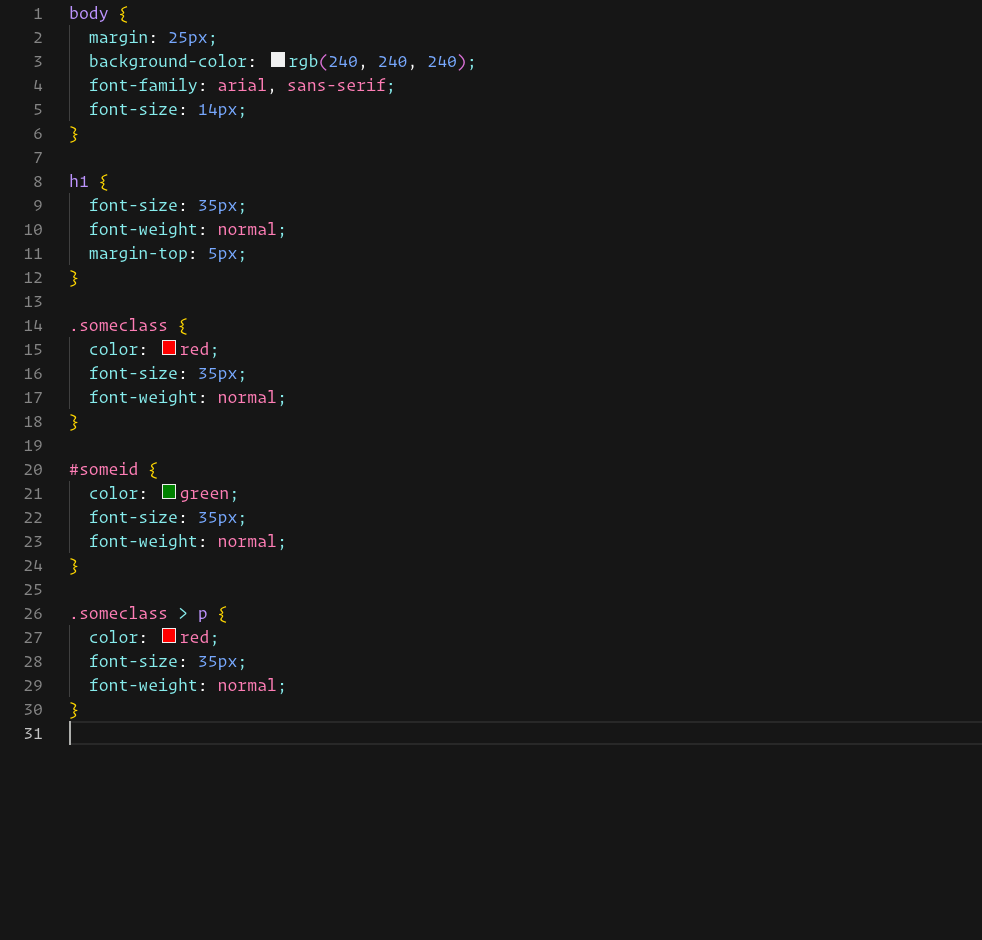 1 body {
2   margin: 25px;
3   background-color: rgb(240, 240, 240);
4   font-family: arial, sans-serif;
5   font-size: 14px;
6 }
7
8 h1 {
9   font-size: 35px;
10   font-weight: normal;
11   margin-top: 5px;
12 }
13
14 .someclass {
15   color: red;
16   font-size: 35px;
17   font-weight: normal;
18 }
19
20 #someid {
21   color: green;
22   font-size: 35px;
23   font-weight: normal;
24 }
25
26 .someclass > p {
27   color: red;
28   font-size: 35px;
29   font-weight: normal;
30 }
31